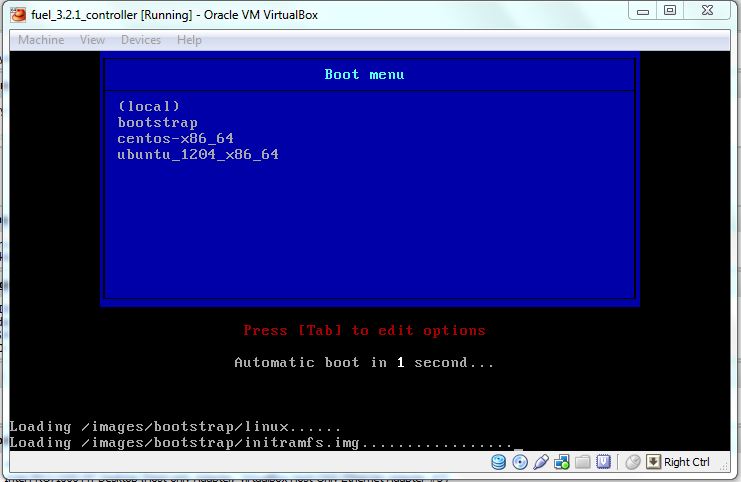 fuel_3.2.1_controller [Running] - Oracle VM VirtualBox
Machine View Devices Help
Boot menu
(local)
bootstrap
centos-x86_64
ubuntu_1204_x86_64
Press [Tab] to edit options
Automatic boot in 1 second...
Loading /images/bootstrap/linux......
Loading /images/bootstrap/initramfs.img.................
Right Ctrl